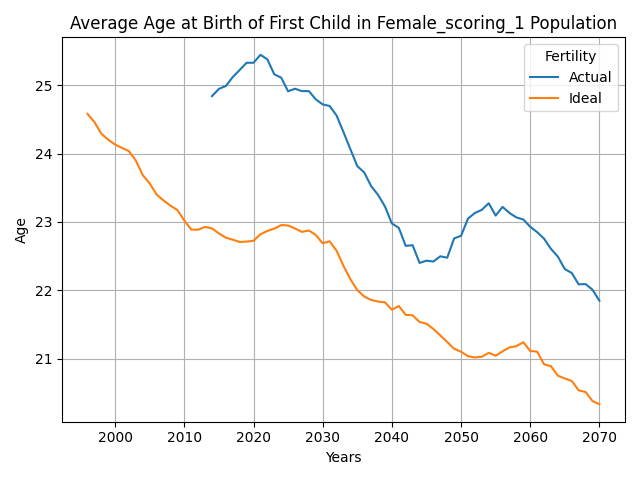 Average Age at Birth of First Child in Female_scoring_1 Population
Fertility
Actual
Ideal
Age
25
24
23
22
21
2000 2010 2020 2030 2040 2050 2060 2070
Years